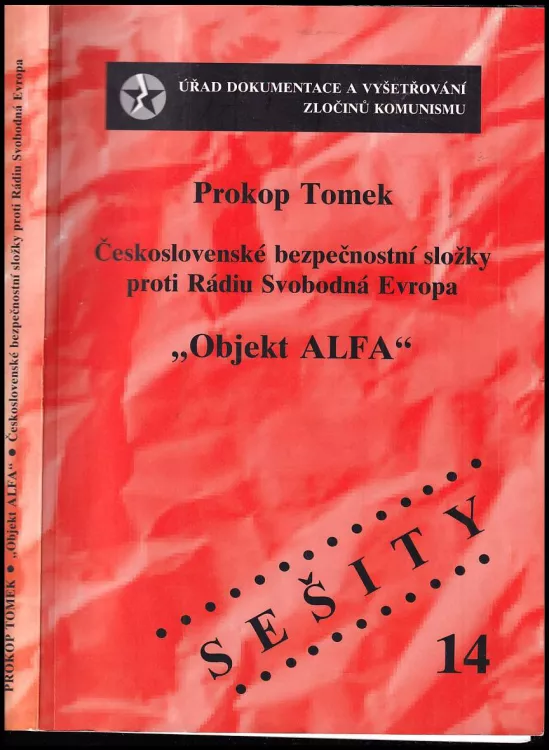 ÚŘAD DOKUMENTACE A VYŠETŘOVÁNÍ
ZLOČINŮ KOMUNISMU
Prokop Tomek
Československé bezpečnostní složky
proti Rádiu Svobodná Evropa
„Objekt ALFA“
SEŠITY
14
PROKOP TOMEK ● „Objekt ALFA“ ● Československé bezpečnostní složky proti Rádiu Svobodná Evropa